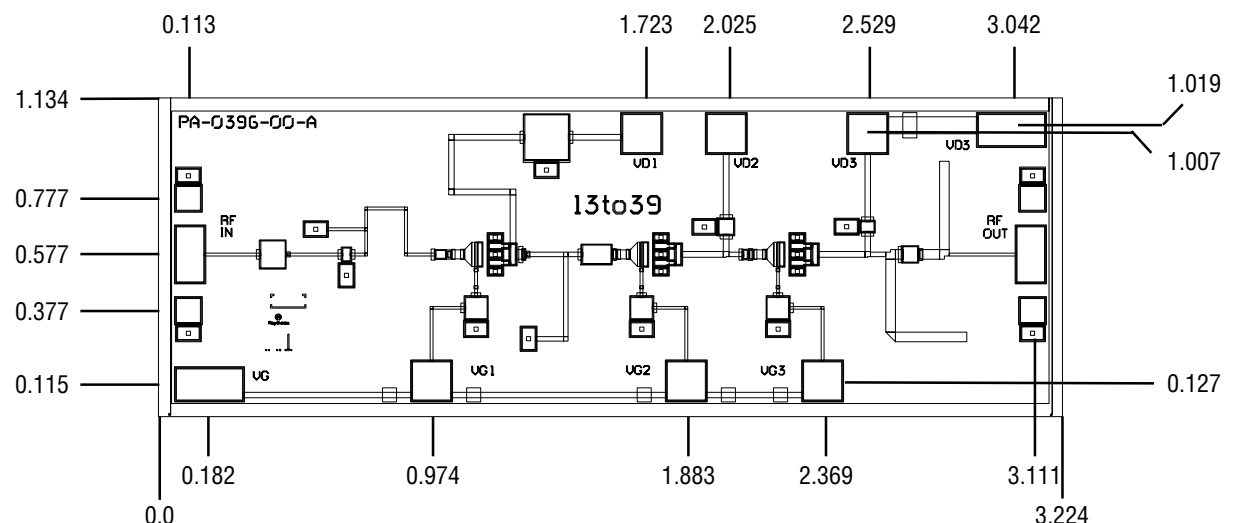 0.113 1.723 2.025 2.529 3.042
1.019
1.134
PA-0396-00-A
VD1 VD2 VD3 VD3
1.007
0.777
13to39
RF
IN
RF
OUT
0.577
0.377
0.115
VG VG1 VG2 VG3
0.127
0.182 0.974 1.883 2.369 3.111
0.0 3.224